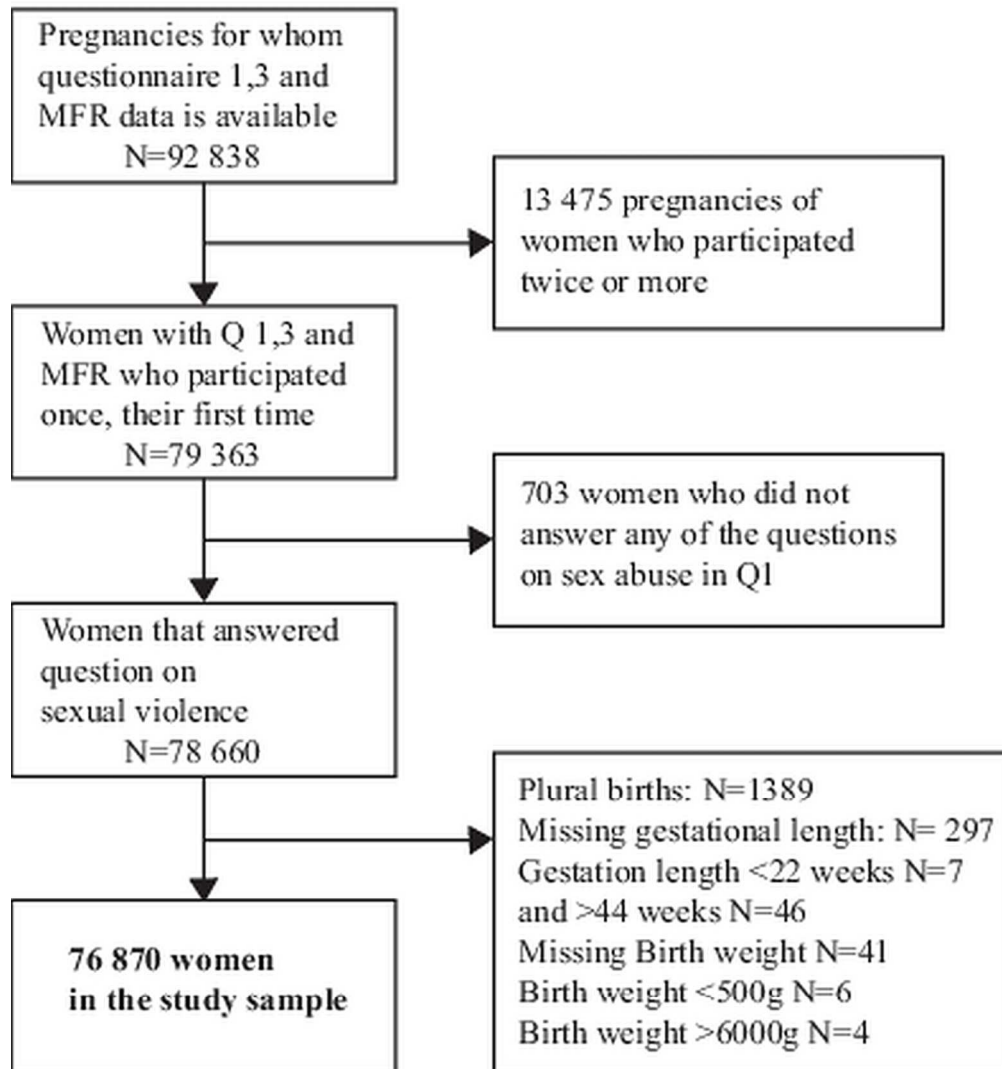 Pregnancies for whom
questionnaire 1,3 and
MFR data is available
N=92 838
13 475 pregnancies of
women who participated
twice or more
Women with Q 1,3 and
MFR who participated
once, their first time
N=79 363
703 women who did not
answer any of the questions
on sex abuse in Q1
Women that answered
question on
sexual violence
N=78 660
Plural births: N=1389
Missing gestational length: N= 297
Gestation length <22 weeks N=7
and >44 weeks N=46
Missing Birth weight N=41
Birth weight <500g N=6
Birth weight >6000g N=4
76 870 women
in the study sample